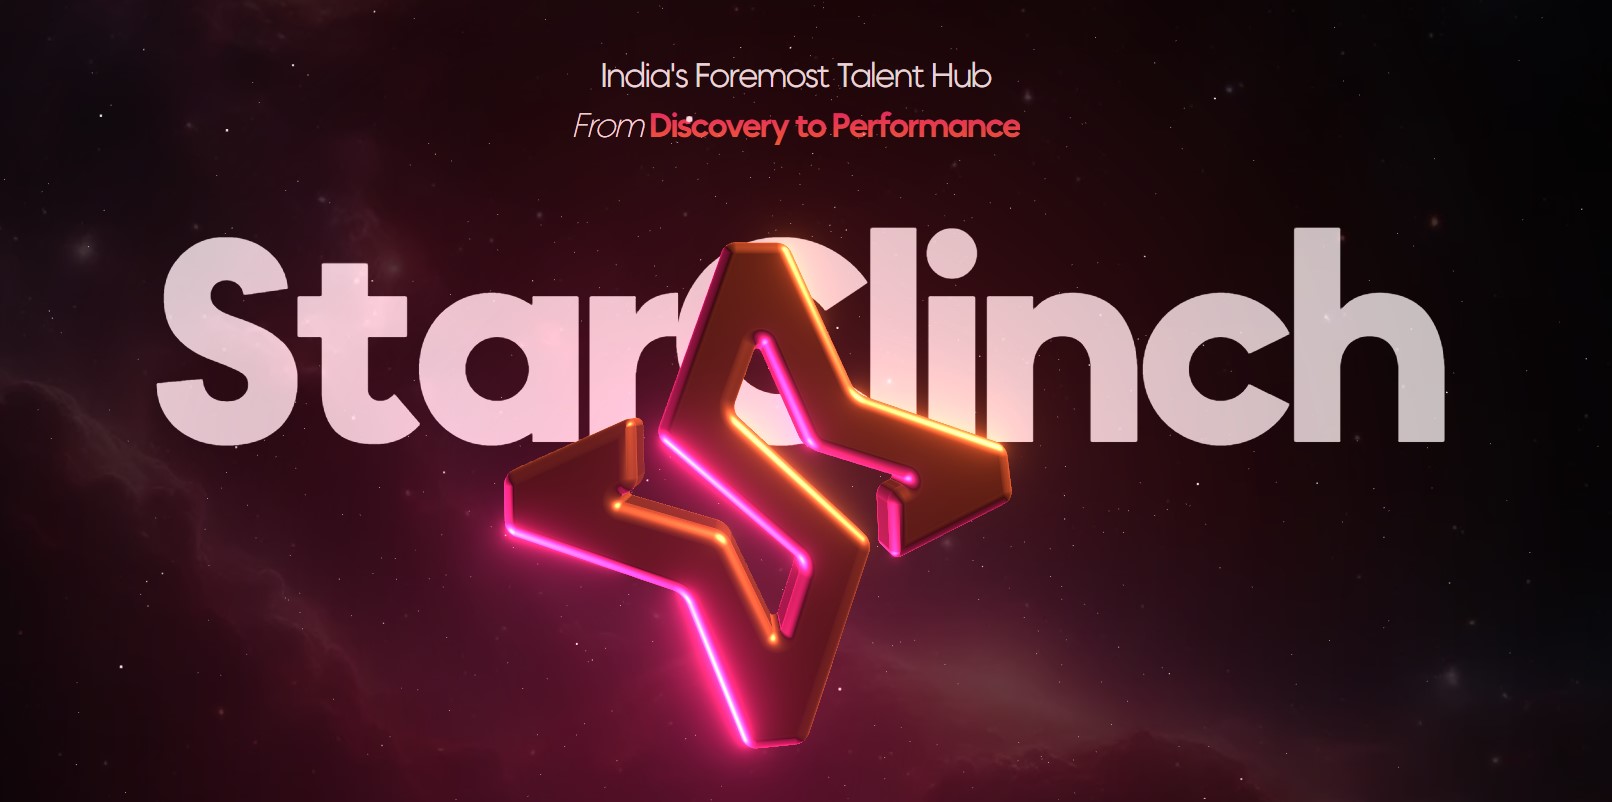 India's Foremost Talent Hub
From Discovery to Performance
StarClinch